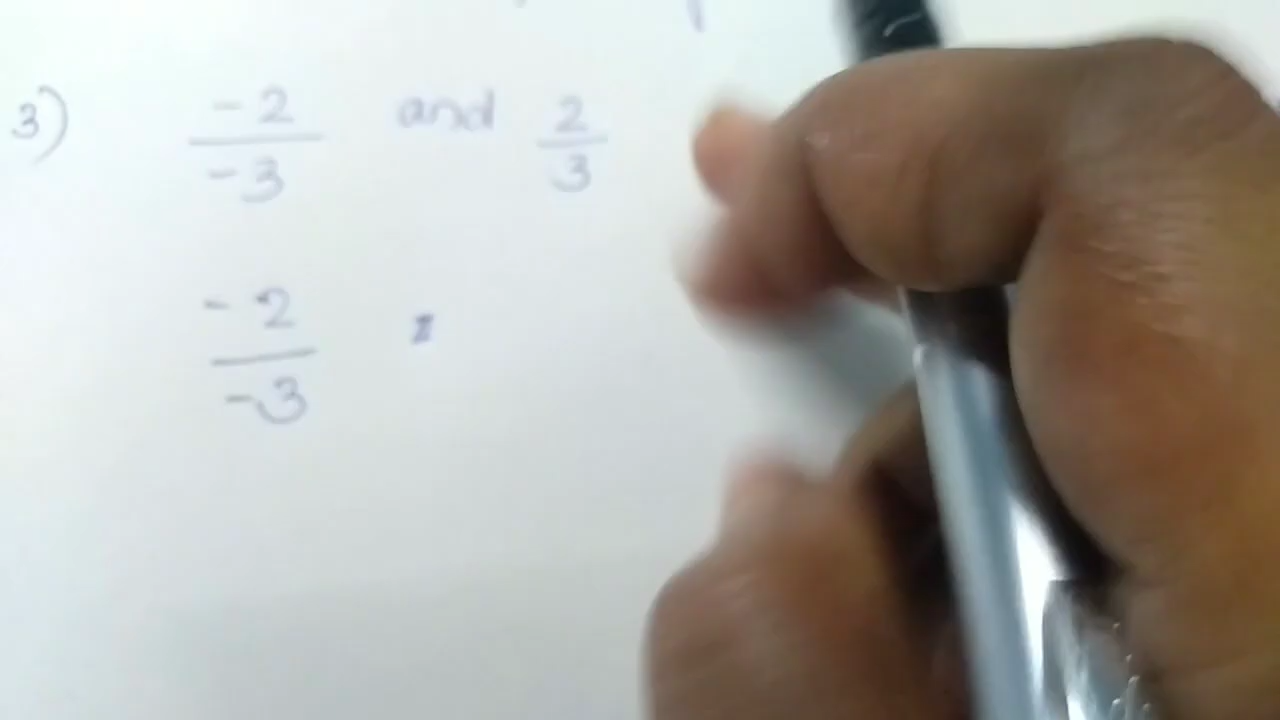 3) -2/-3 and 2/3
-2/-3 =